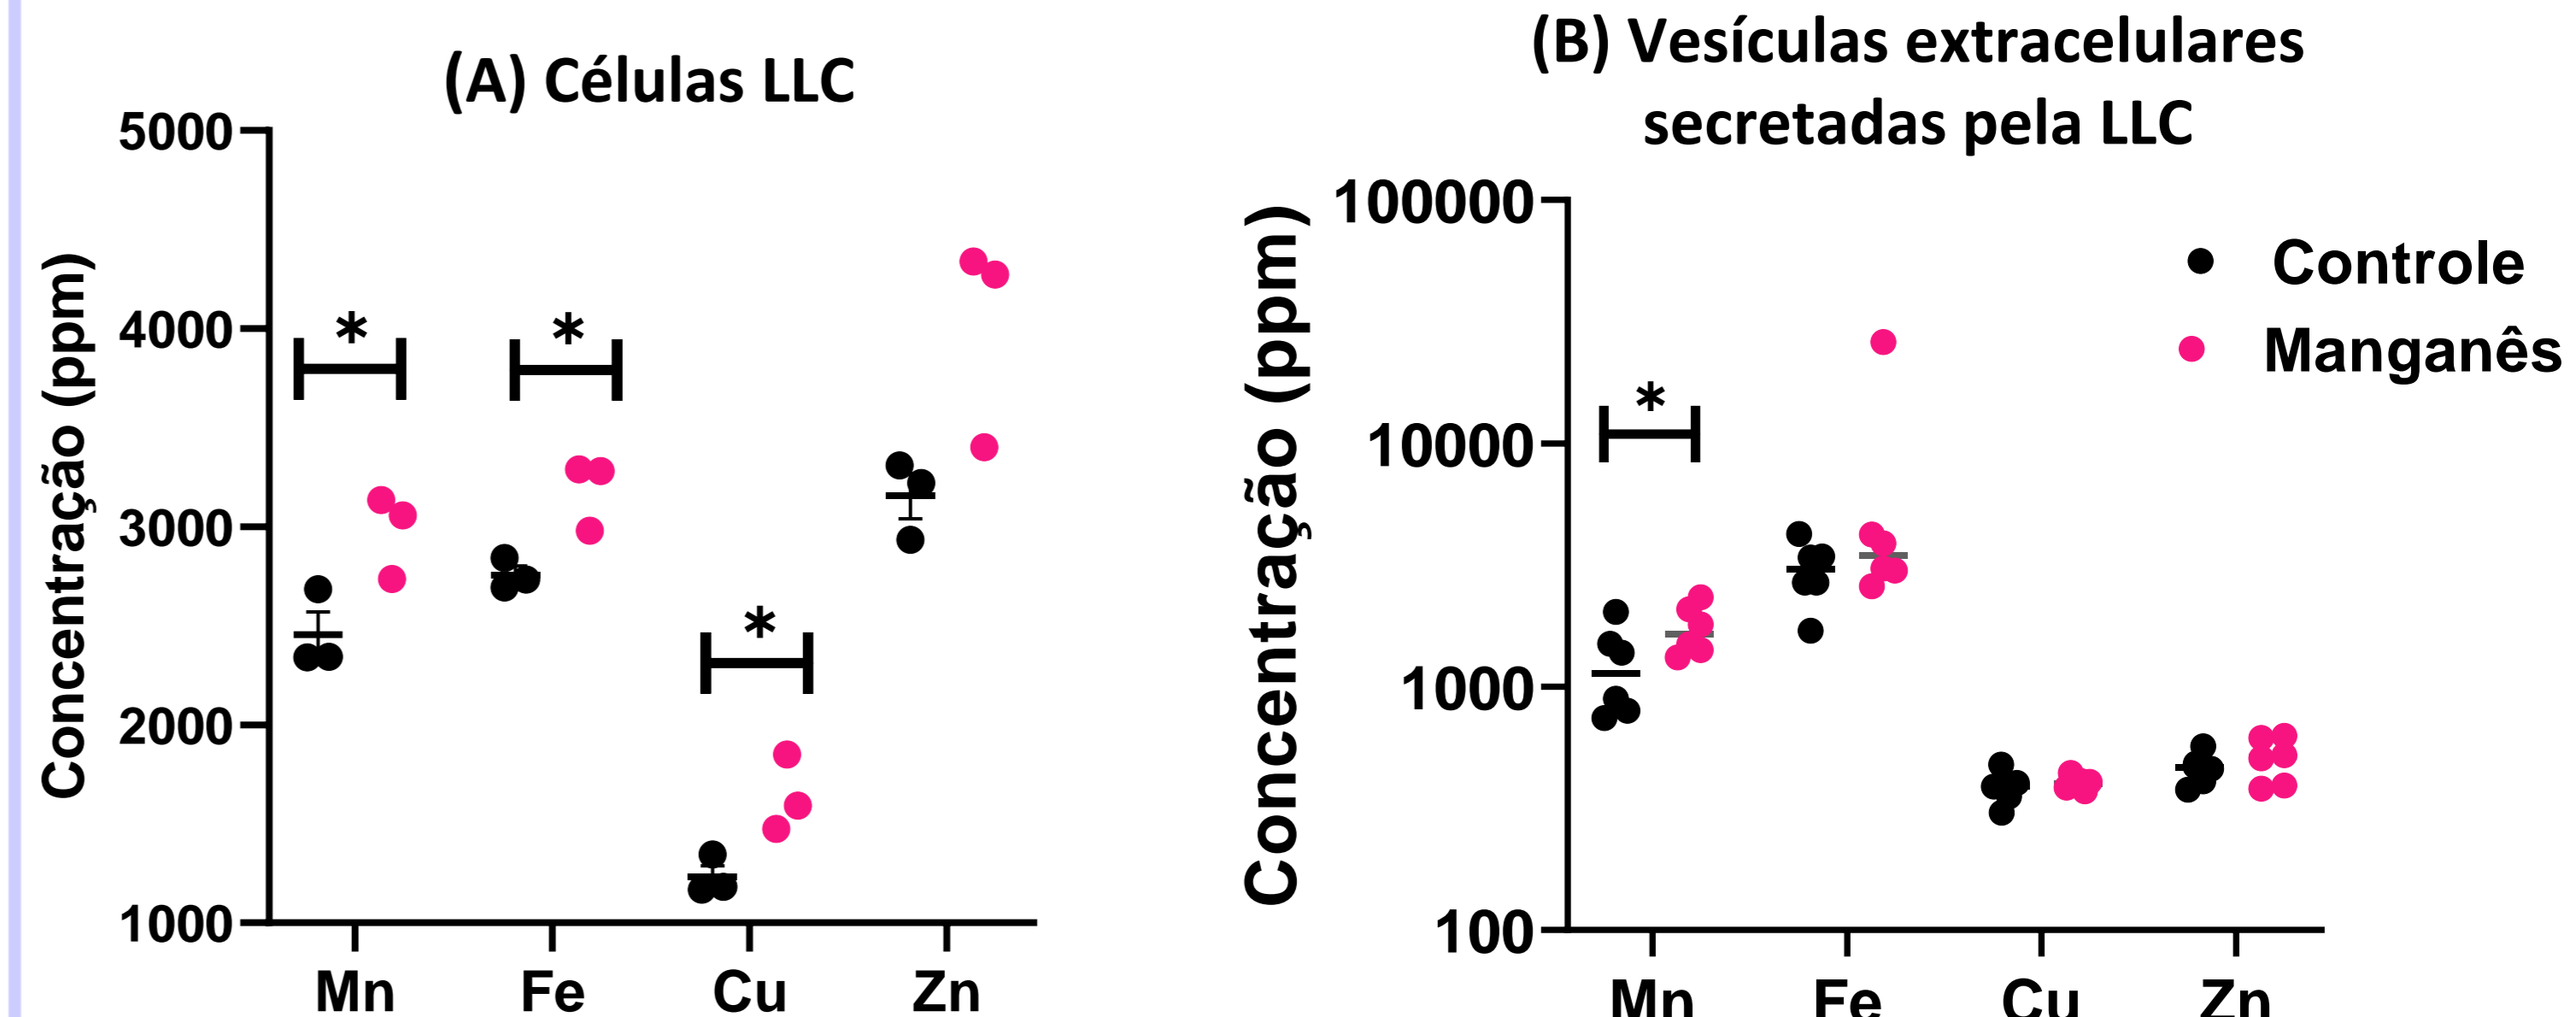 (A) Células LLC
Concentração (ppm)
5000
4000
3000
2000
1000
*
*
*
Mn
Fe
Cu
Zn
(B) Vesículas extracelulares
secretadas pela LLC
Concentração (ppm)
100000
10000
1000
100
*
Controle
Manganês
Mn
Fe
Cu
Zn